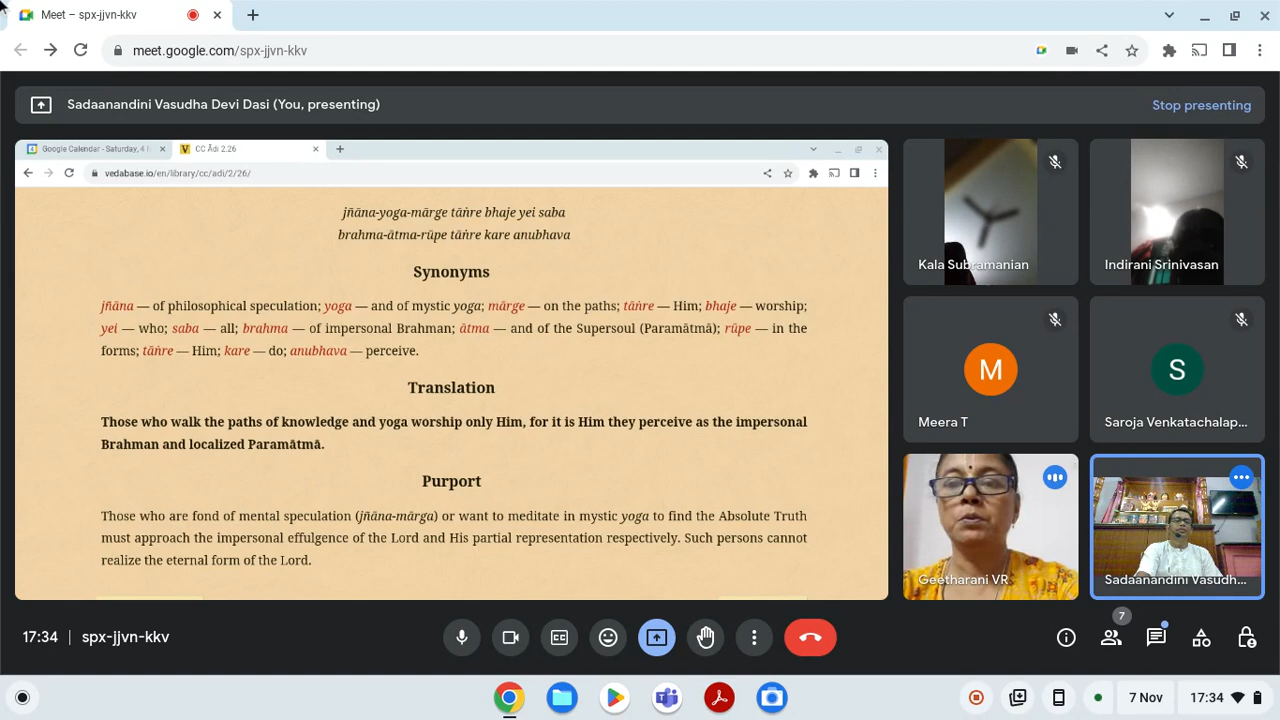 Meet – spx-jjvn-kkv
meet.google.com/spx-jjvn-kkv
Sadaanandini Vasudha Devi Dasi (You, presenting)
Stop presenting
Google Calendar - Saturday, 4
CC Ādi 2.26
vedabase.io/en/library/cc/adi/2/26/
jñāna-yoga-mārge tāṅre bhaje yei saba
brahma-ātma-rūpe tāṅre kare anubhava
Synonyms
jñāna — of philosophical speculation; yoga — and of mystic yoga; mārge — on the paths; tāṅre — Him; bhaje — worship;
yei — who; saba — all; brahma — of impersonal Brahman; ātma — and of the Supersoul (Paramātmā); rūpe — in the
forms; tāṅre — Him; kare — do; anubhava — perceive.
Translation
Those who walk the paths of knowledge and yoga worship only Him, for it is Him they perceive as the impersonal
Brahman and localized Paramātmā.
Purport
Those who are fond of mental speculation (jñāna-mārga) or want to meditate in mystic yoga to find the Absolute Truth
must approach the impersonal effulgence of the Lord and His partial representation respectively. Such persons cannot
realize the eternal form of the Lord.
Kala Subramanian
Indirani Srinivasan
M
Meera T
S
Saroja Venkatachalap...
Geetharani VR
Sadaanandini Vasudh...
17:34 | spx-jjvn-kkv
7
7 Nov
17:34